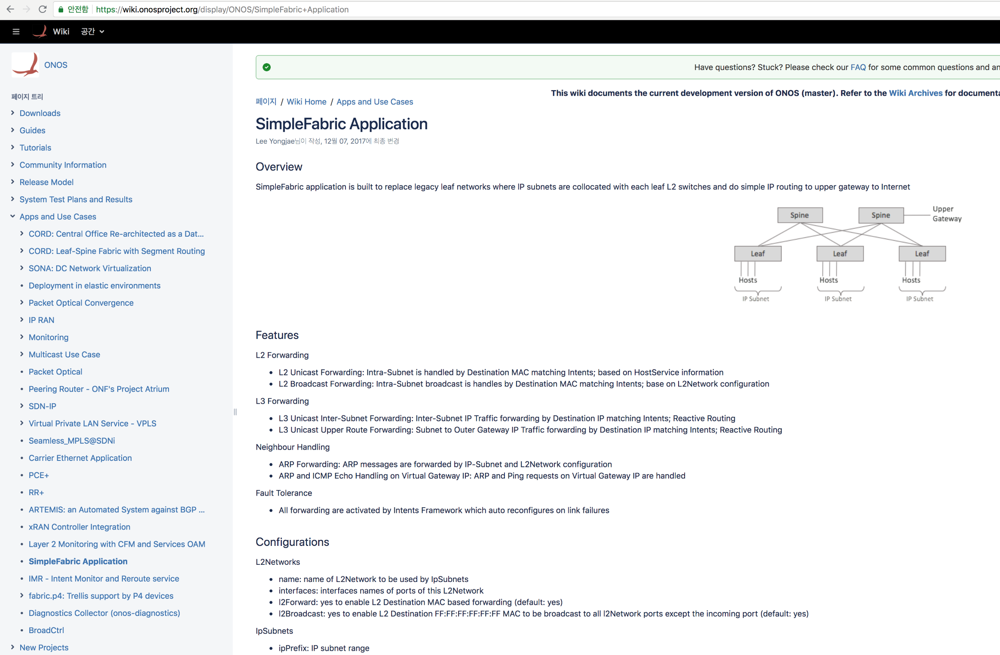 안전함 https://wiki.onosproject.org/display/ONOS/SimpleFabric+Application
Wiki 공간
ONOS
페이지 트리
Downloads
Guides
Tutorials
Community Information
Release Model
System Test Plans and Results
Apps and Use Cases
CORD: Central Office Re-architected as a Dat...
CORD: Leaf-Spine Fabric with Segment Routing
SONA: DC Network Virtualization
Deployment in elastic environments
Packet Optical Convergence
IP RAN
Monitoring
Multicast Use Case
Packet Optical
Peering Router - ONF's Project Atrium
SDN-IP
Virtual Private LAN Service - VPLS
Seamless_MPLS@SDNi
Carrier Ethernet Application
PCE+
RR+
ARTEMIS: an Automated System against BGP ...
xRAN Controller Integration
Layer 2 Monitoring with CFM and Services OAM
SimpleFabric Application
IMR - Intent Monitor and Reroute service
fabric.p4: Trellis support by P4 devices
Diagnostics Collector (onos-diagnostics)
BroadCtrl
New Projects
Have questions? Stuck? Please check our FAQ for some common questions and an
This wiki documents the current development version of ONOS (master). Refer to the Wiki Archives for documenta
페이지 / Wiki Home / Apps and Use Cases
SimpleFabric Application
Lee Yongjae님이 작성, 12월 07, 2017에 최종 변경
Overview
SimpleFabric application is built to replace legacy leaf networks where IP subnets are collocated with each leaf L2 switches and do simple IP routing to upper gateway to Internet
Spine Spine Upper
Gateway
Leaf Leaf Leaf
Hosts Hosts Hosts
IP Subnet IP Subnet IP Subnet
Features
L2 Forwarding
• L2 Unicast Forwarding: Intra-Subnet is handled by Destination MAC matching Intents; based on HostService information
• L2 Broadcast Forwarding: Intra-Subnet broadcast is handles by Destination MAC matching Intents; base on L2Network configuration
L3 Forwarding
• L3 Unicast Inter-Subnet Forwarding: Inter-Subnet IP Traffic forwarding by Destination IP matching Intents; Reactive Routing
• L3 Unicast Upper Route Forwarding: Subnet to Outer Gateway IP Traffic forwarding by Destination IP matching Intents; Reactive Routing
Neighbour Handling
• ARP Forwarding: ARP messages are forwarded by IP-Subnet and L2Network configuration
• ARP and ICMP Echo Handling on Virtual Gateway IP: ARP and Ping requests on Virtual Gateway IP are handled
Fault Tolerance
• All forwarding are activated by Intents Framework which auto reconfigures on link failures
Configurations
L2Networks
• name: name of L2Network to be used by IpSubnets
• interfaces: interfaces names of ports of this L2Network
• l2Forward: yes to enable L2 Destination MAC based forwarding (default: yes)
• l2Broadcast: yes to enable L2 Destination FF:FF:FF:FF:FF:FF MAC to be broadcast to all l2Network ports except the incoming port (default: yes)
IpSubnets
• ipPrefix: IP subnet range